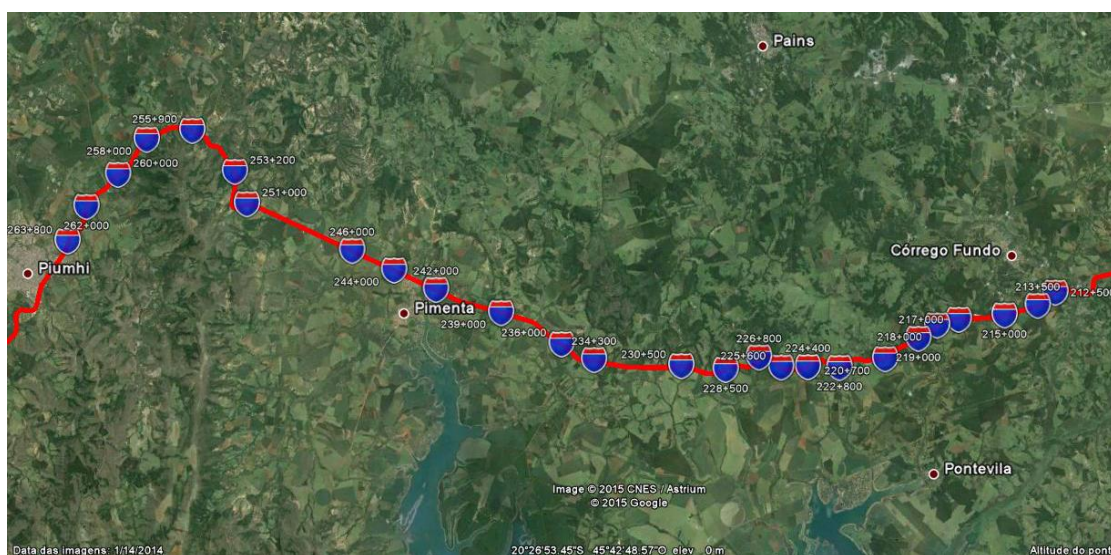 Pains
255+900
258+000
260+000
253+200
251+000
263+800
262+000
Piumhi
246+000
244+000
242+000
Pimenta
239+000
236+000
234+300
230+500
228+500
226+800
225+600
224+400
222+800
220+700
219+000
218+000
217+000
215+000
213+500
212+500
Córrego Fundo
Pontevila
Image © 2015 CNES / Astrium
© 2015 Google
Data das imagens: 1/14/2014
20°26'53.45"S 45°42'48.57"O elev 0 m
Altitude do pont